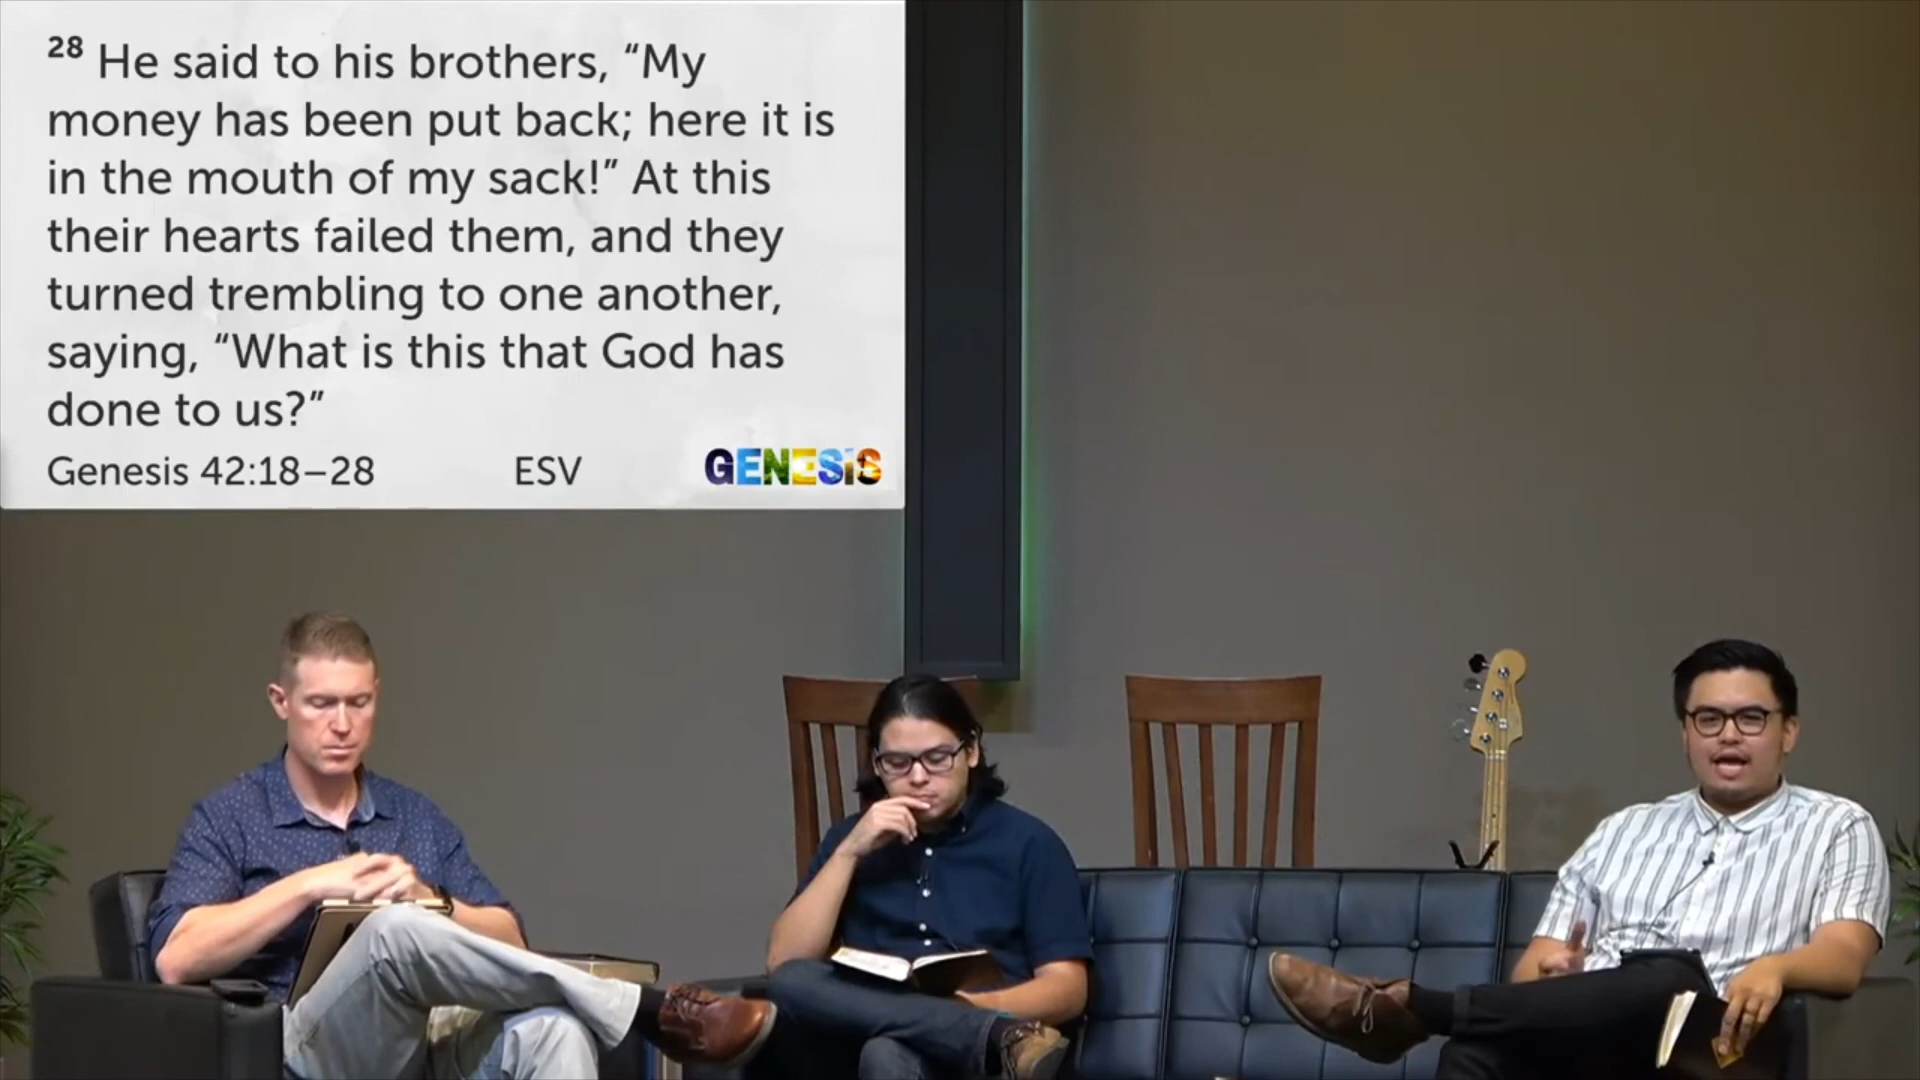 28 He said to his brothers, “My
money has been put back; here it is
in the mouth of my sack!” At this
their hearts failed them, and they
turned trembling to one another,
saying, “What is this that God has
done to us?”
Genesis 42:18–28 ESV GENESiS